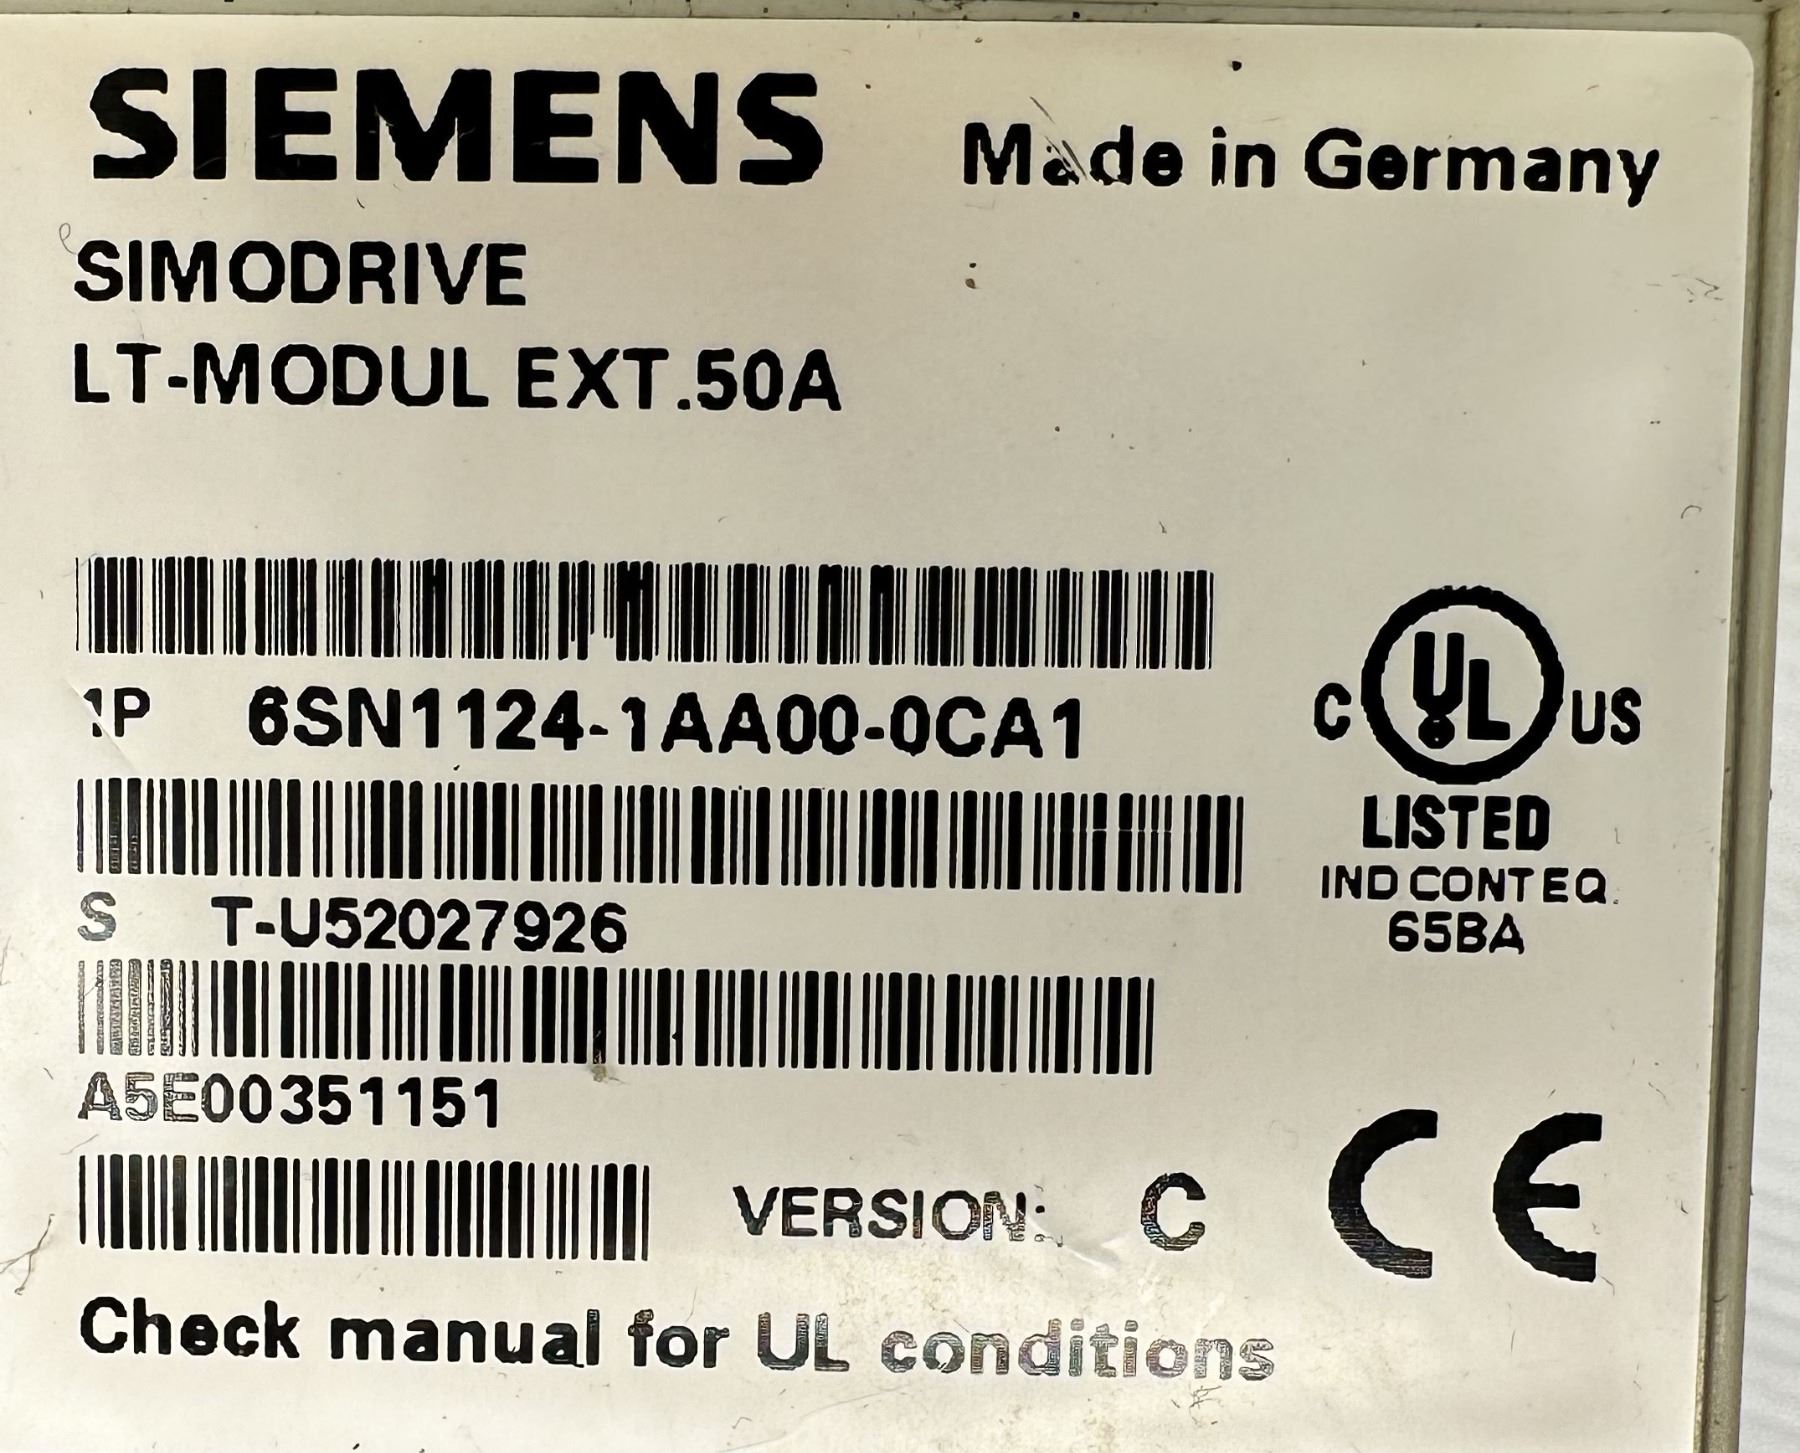 SIEMENS Made in Germany
SIMODRIVE
LT-MODUL EXT.50A
1P 6SN1124-1AA00-0CA1
C UL US
LISTED
IND CONT EQ.
65BA
S T-U52027926
A5E00351151
VERSION: C
CE
Check manual for UL conditions